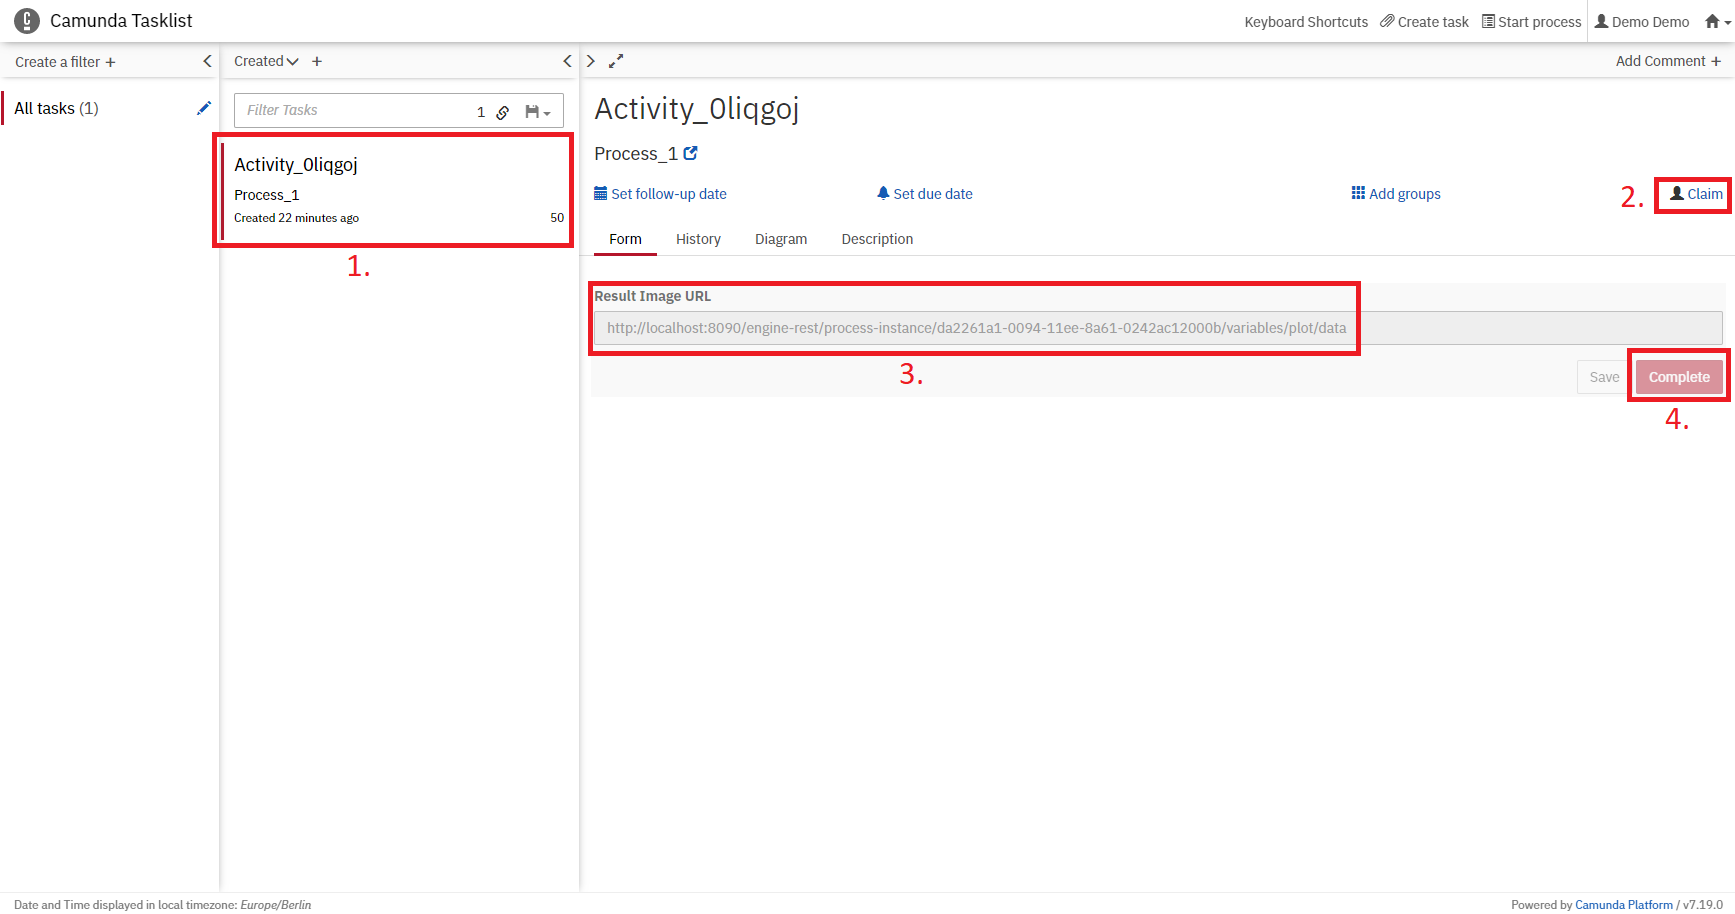 Camunda Tasklist
Keyboard Shortcuts Create task Start process Demo Demo
Create a filter +
Created +
Add Comment +
All tasks (1)
Filter Tasks 1
Activity_0liqgoj
Process_1
Created 22 minutes ago 50
1.
Activity_0liqgoj
Process_1
Set follow-up date Set due date Add groups 2. Claim
Form History Diagram Description
Result Image URL
http://localhost:8090/engine-rest/process-instance/da2261a1-0094-11ee-8a61-0242ac12000b/variables/plot/data
3.
Save Complete
4.
Date and Time displayed in local timezone: Europe/Berlin
Powered by Camunda Platform / v7.19.0